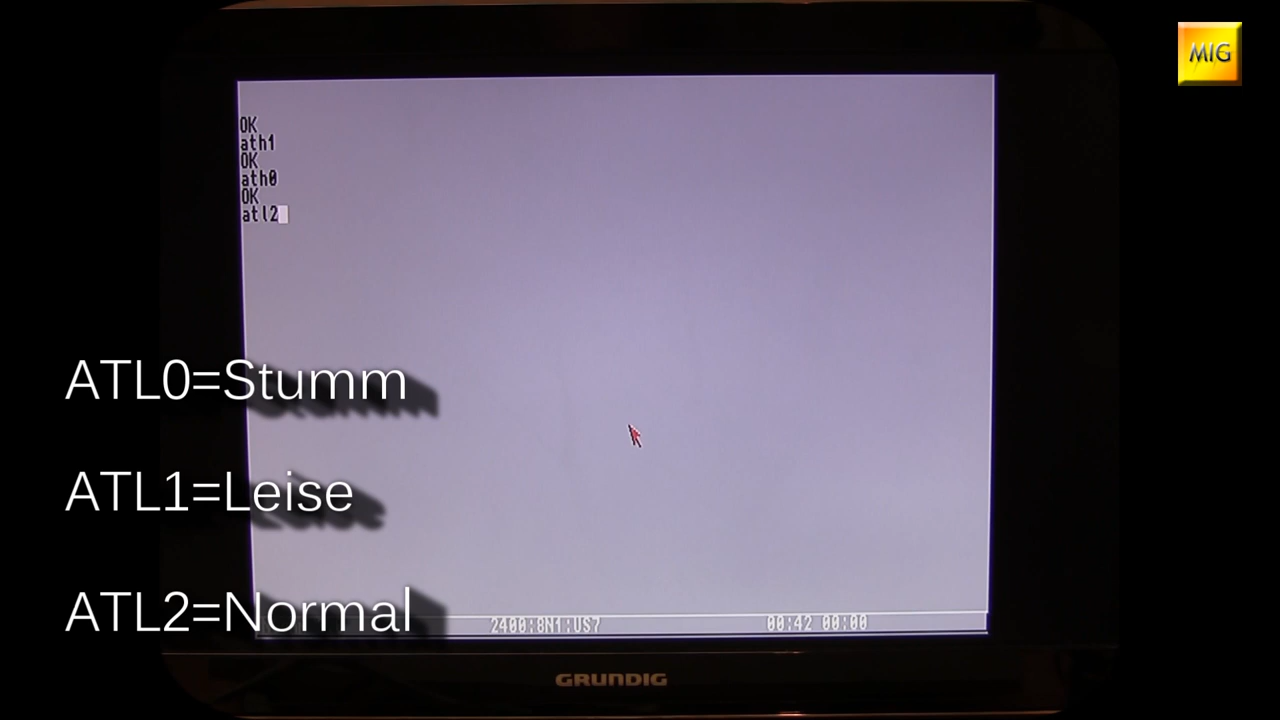 MIG
OK
ath1
OK
ath0
OK
atl2
ATL0=Stumm
ATL1=Leise
ATL2=Normal
2400:8N1:US7 00:42 00:00
GRUNDIG